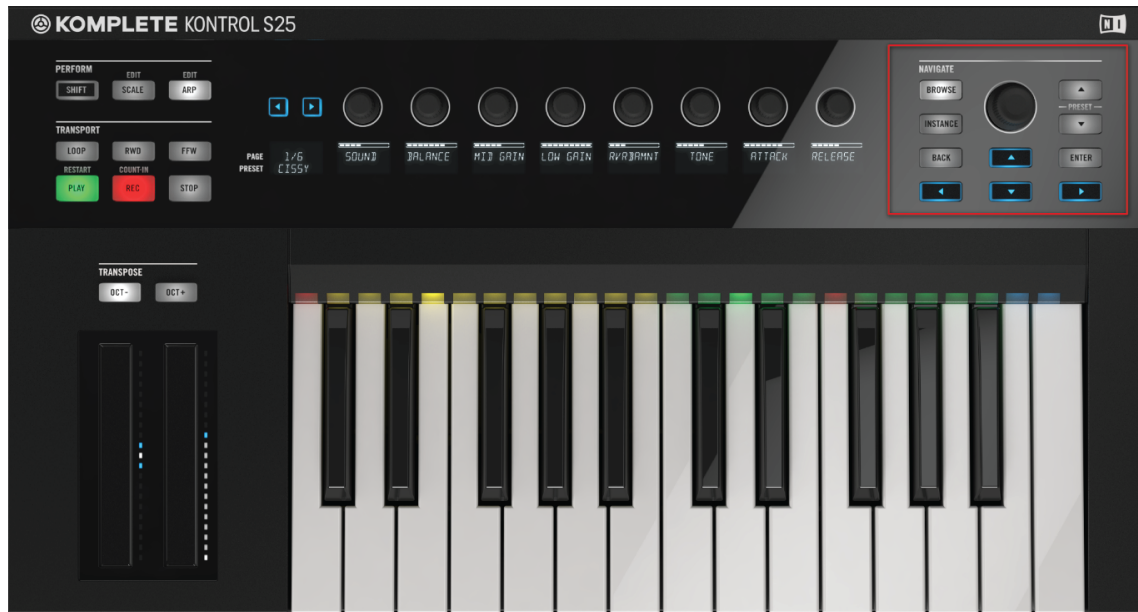 KOMPLETE KONTROL S25
NI
PERFORM
EDIT EDIT
SHIFT SCALE ARP
TRANSPORT
LOOP RWD FFW
RESTART COUNT-IN
PLAY REC STOP
PAGE 1/6
PRESET CISSY
SOUND BALANCE MID GAIN LOW GAIN RVRBAMNT TONE ATTACK RELEASE
NAVIGATE
BROWSE
PRESET
INSTANCE
BACK ENTER
TRANSPOSE
OCT- OCT+